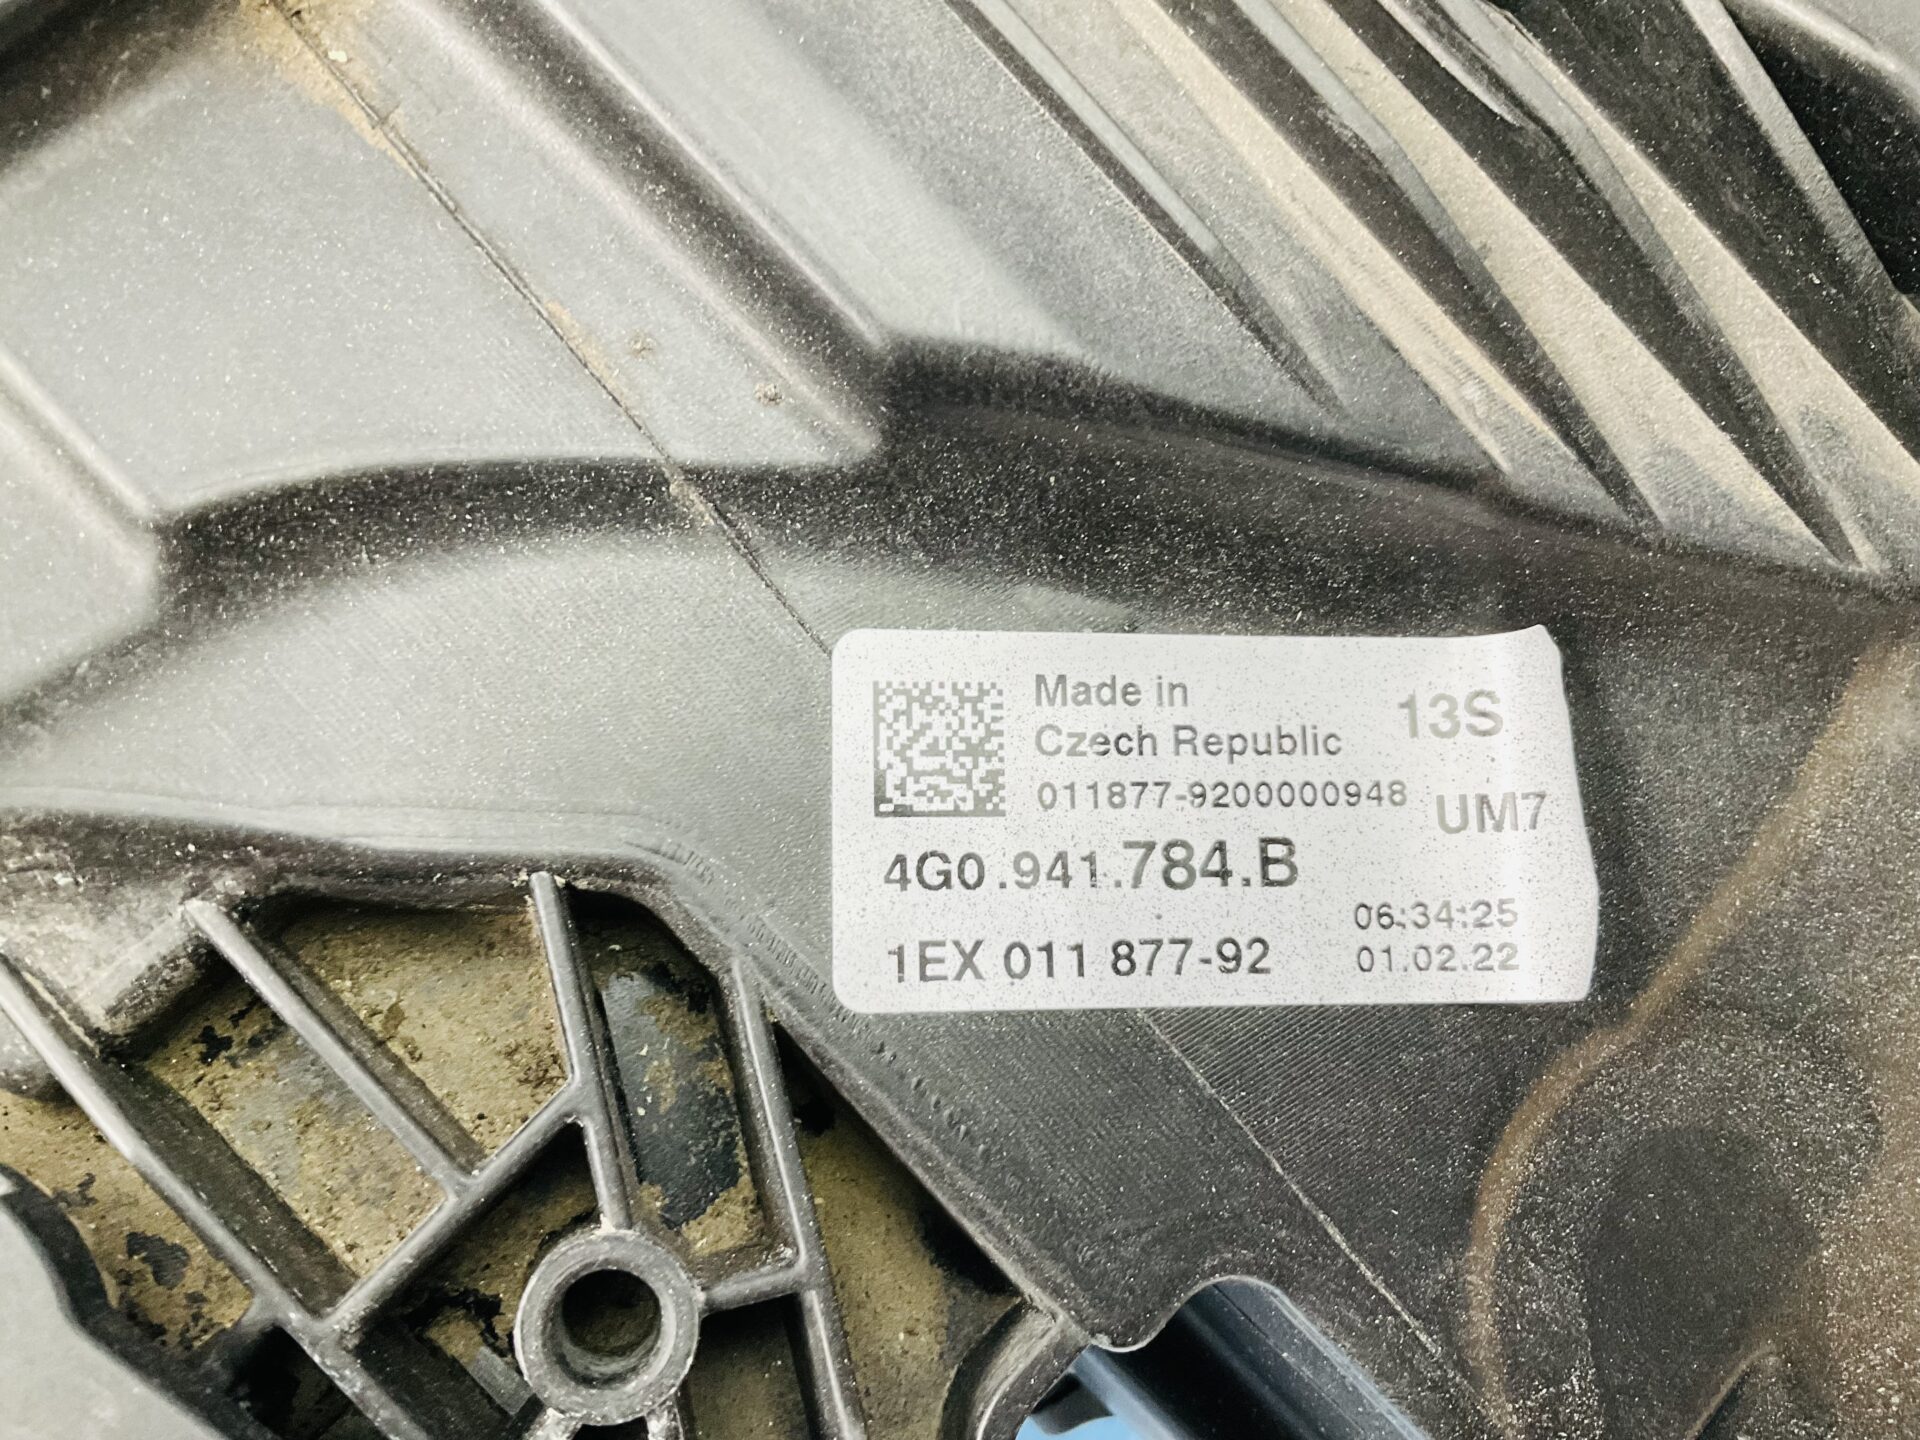 Made in
Czech Republic
13S
011877-9200000948
UM7
4G0.941.784.B
06:34:25
1EX 011 877-92
01.02.22